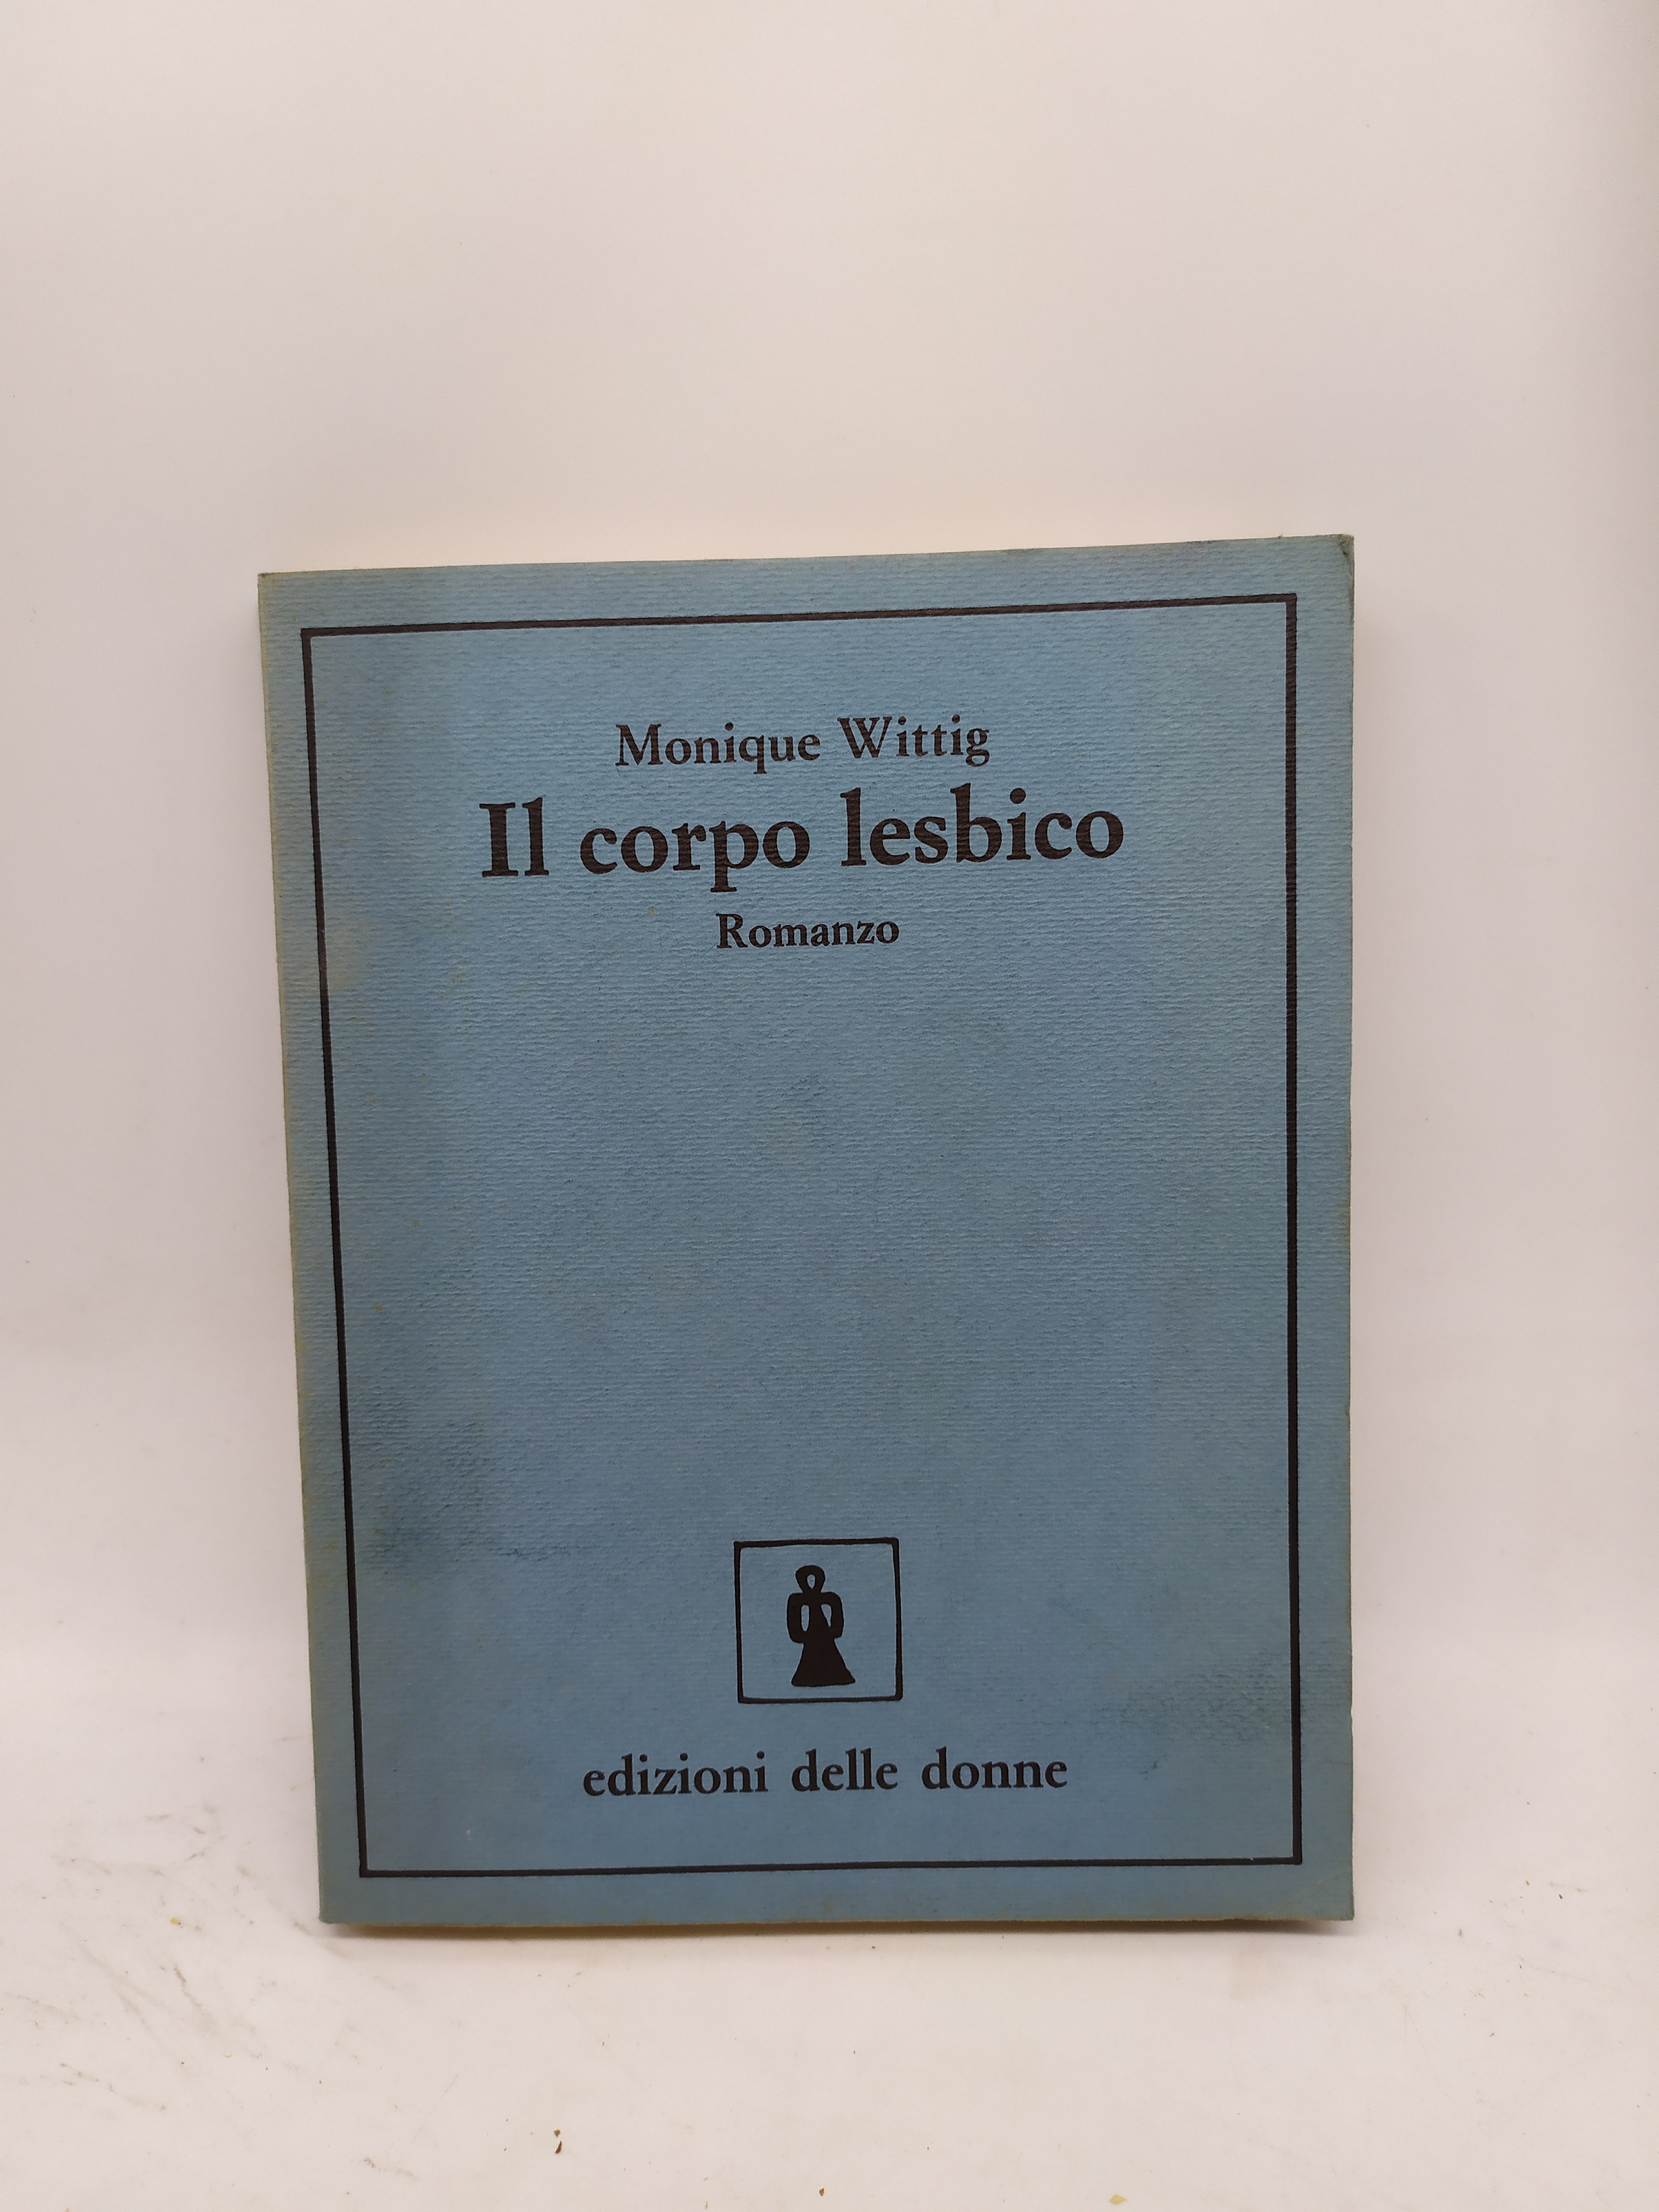 Monique Wittig
Il corpo lesbico
Romanzo
edizioni delle donne